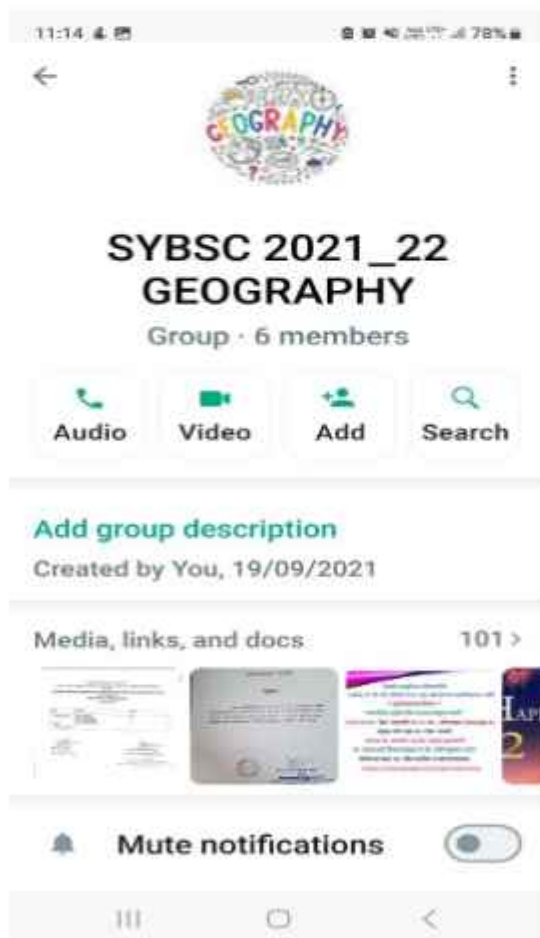 11:14
78%
GEOGRAPHY
SYBSC 2021_22
GEOGRAPHY
Group · 6 members
Audio Video Add Search
Add group description
Created by You, 19/09/2021
Media, links, and docs 101 >
2
Mute notifications